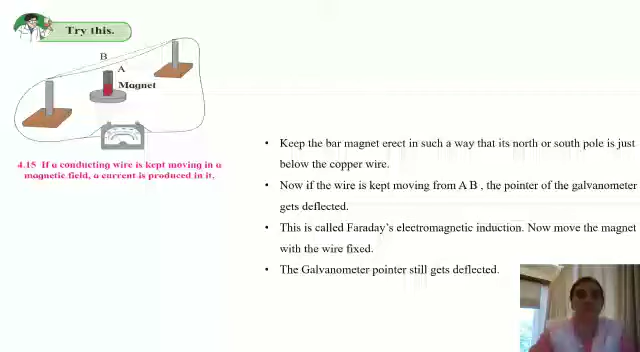 Try this.
B
A
Magnet
4.15 If a conducting wire is kept moving in a
magnetic field, a current is produced in it.
• Keep the bar magnet erect in such a way that its north or south pole is just
below the copper wire.
• Now if the wire is kept moving from A B , the pointer of the galvanometer
gets deflected.
• This is called Faraday's electromagnetic induction. Now move the magnet
with the wire fixed.
• The Galvanometer pointer still gets deflected.